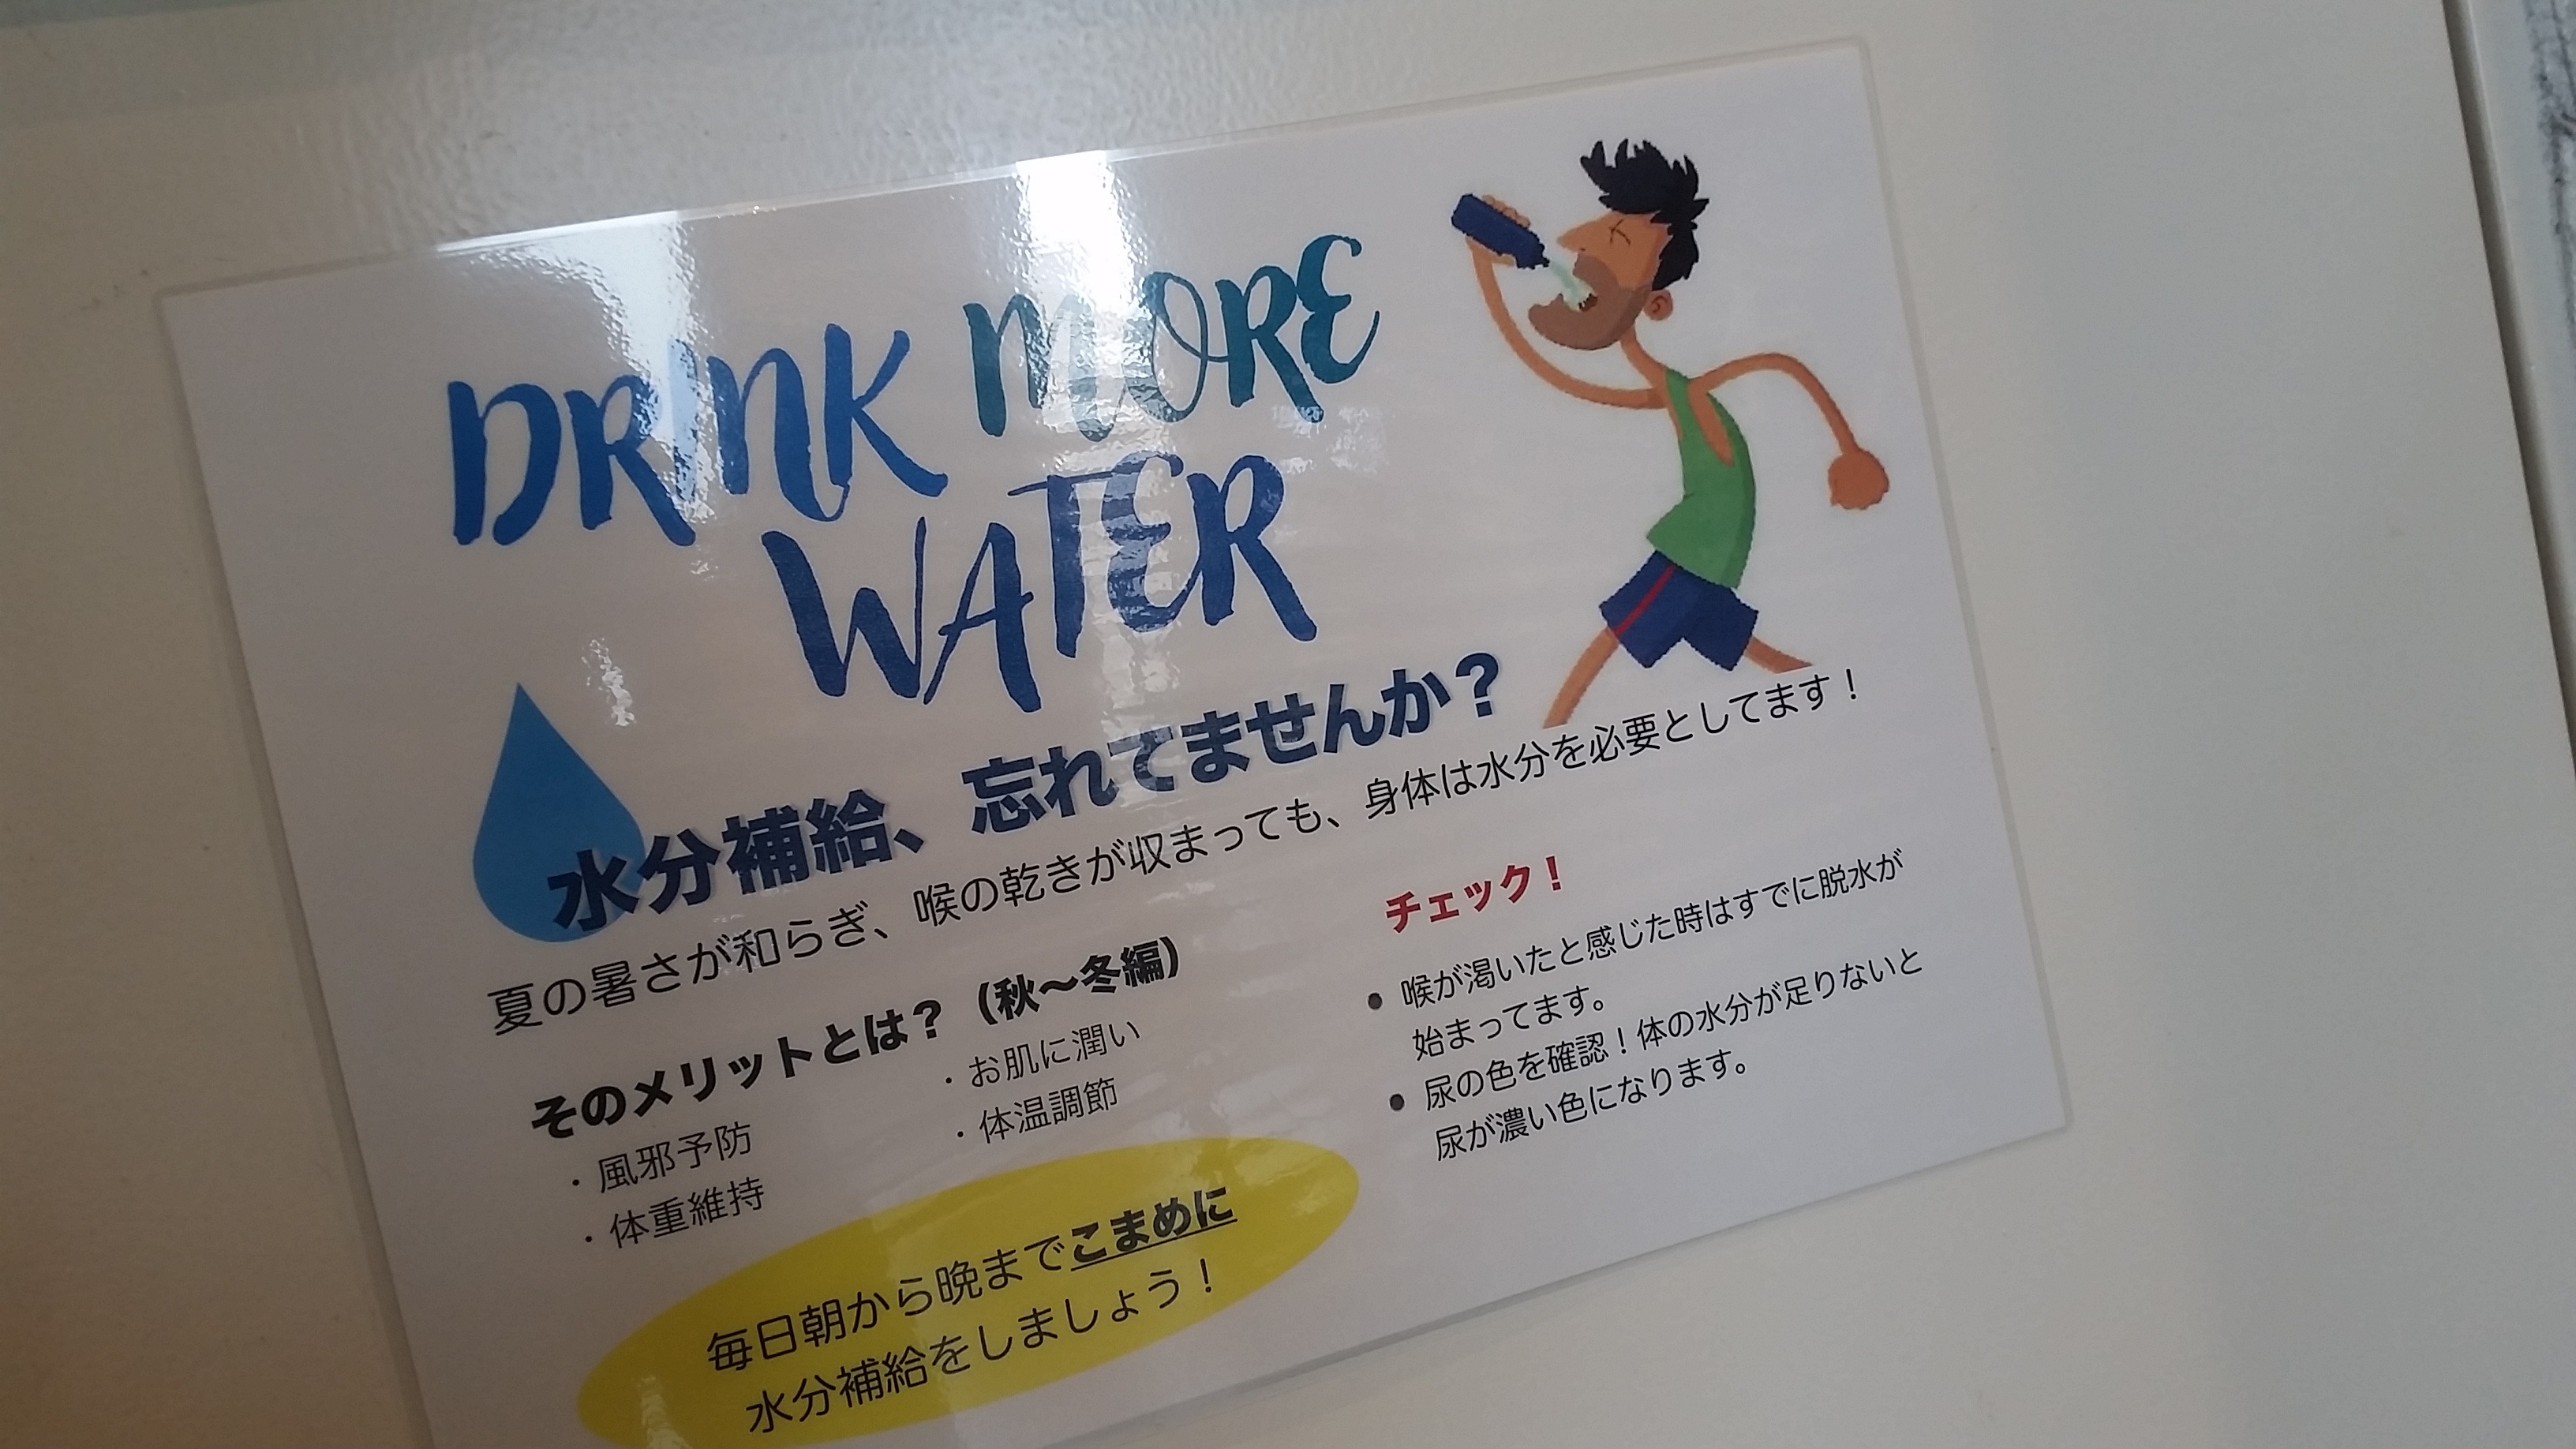 DRINK MORE
WATER
水分補給、忘れてませんか？
夏の暑さが和らぎ、喉の乾きが収まっても、身体は水分を必要としてます！
そのメリットとは？（秋～冬編）
・風邪予防
・体重維持
・お肌に潤い
・体温調節
チェック！
● 喉が渇いたと感じた時はすでに脱水が
始まってます。
● 尿の色を確認！体の水分が足りないと
尿が濃い色になります。
毎日朝から晩までこまめに
水分補給をしましょう！